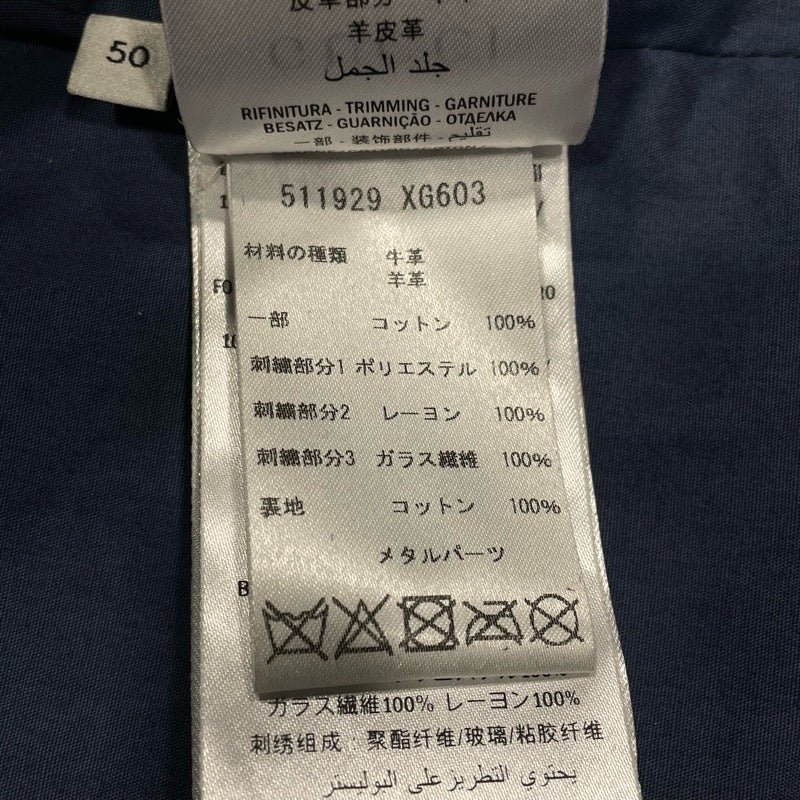 50
羊皮革
جلد الجمل
RIFINITURA - TRIMMING - GARNITURE
BESATZ - GUARNIÇÃO - ОТДЕЛКА
一部 - 装饰部件 - تقليم
511929 XG603
材料の種類 牛革
羊革
一部 コットン 100%
刺繍部分1 ポリエステル 100%
刺繍部分2 レーヨン 100%
刺繍部分3 ガラス繊維 100%
裏地 コットン 100%
メタルパーツ
ガラス繊維100% レーヨン100%
刺绣组成：聚酯纤维/玻璃/粘胶纤维
يحتوي التطريز على البوليستر